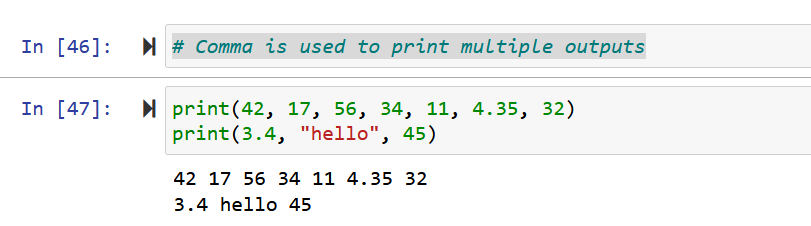 In [46]: # Comma is used to print multiple outputs
In [47]: print(42, 17, 56, 34, 11, 4.35, 32)
print(3.4, "hello", 45)
42 17 56 34 11 4.35 32
3.4 hello 45